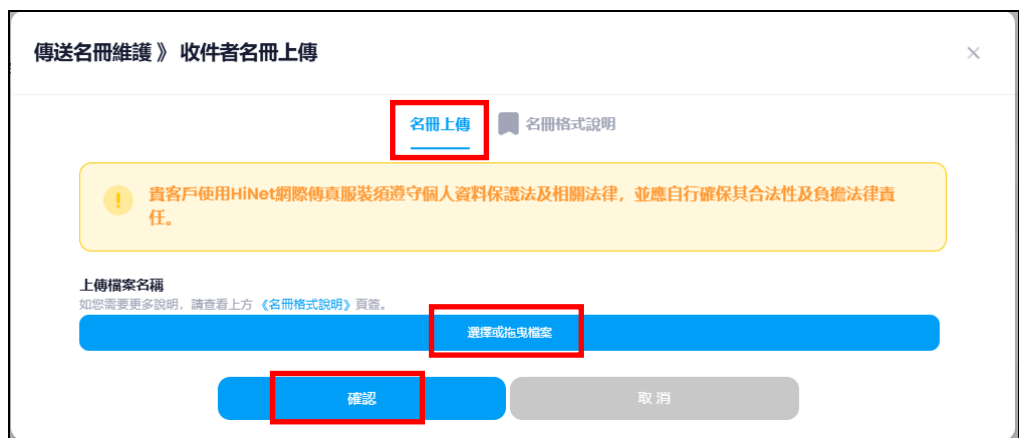 傳送名冊維護 》 收件者名冊上傳
×
名冊上傳 名冊格式說明
! 貴客戶使用HiNet網際傳真服裝須遵守個人資料保護法及相關法律，並應自行確保其合法性及負擔法律責
任。
上傳檔案名稱
如您需要更多說明，請查看上方《名冊格式說明》頁簽。
選擇或拖曳檔案
確認 取消